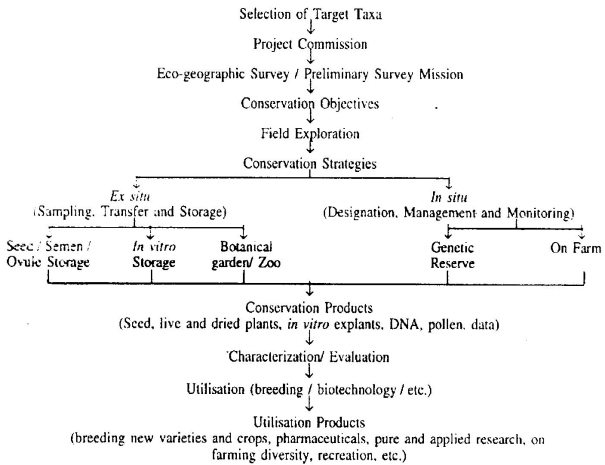 Selection of Target Taxa
Project Commission
Eco-geographic Survey / Preliminary Survey Mission
Conservation Objectives
Field Exploration
Conservation Strategies
Ex situ
(Sampling, Transfer and Storage)
In situ
(Designation, Management and Monitoring)
Seed / Semen /
Ovule Storage
In vitro
Storage
Botanical
garden/ Zoo
Genetic
Reserve
On Farm
Conservation Products
(Seed, live and dried plants, in vitro explants, DNA, pollen, data)
Characterization/ Evaluation
Utilisation (breeding / biotechnology / etc.)
Utilisation Products
(breeding new varieties and crops, pharmaceuticals, pure and applied research, on
farming diversity, recreation, etc.)